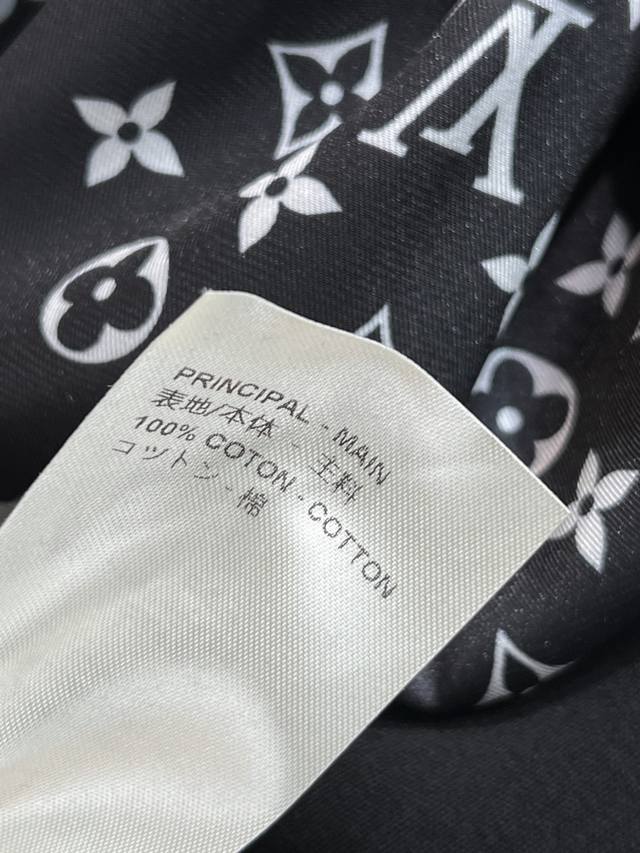 PRINCIPAL - MAIN
表地/本体 - 主料
100% COTON - COTTON
コットン - 棉